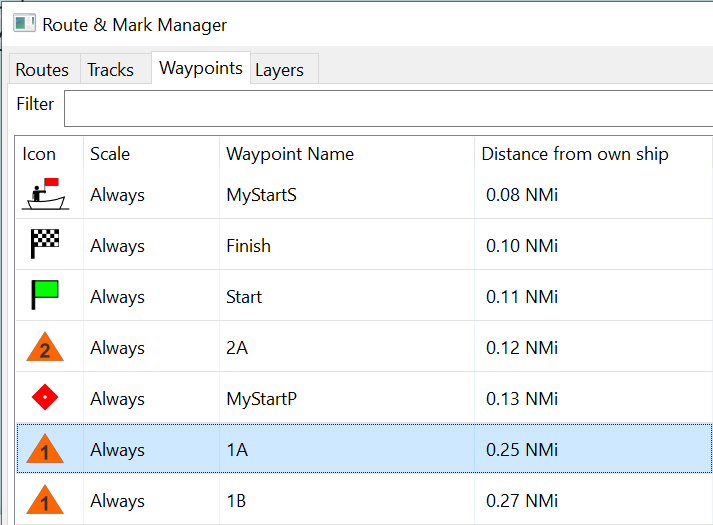 Route & Mark Manager
Routes Tracks Waypoints Layers
Filter
Icon Scale Waypoint Name Distance from own ship
Always MyStartS 0.08 NMi
Always Finish 0.10 NMi
Always Start 0.11 NMi
2 Always 2A 0.12 NMi
Always MyStartP 0.13 NMi
1 Always 1A 0.25 NMi
1 Always 1B 0.27 NMi